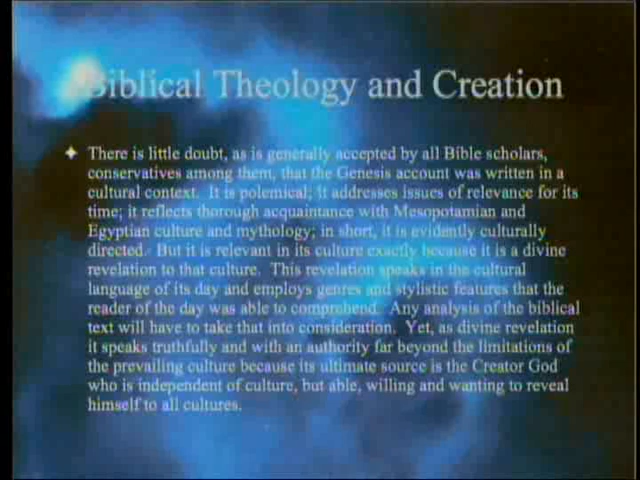 Biblical Theology and Creation
There is little doubt, as is generally accepted by all Bible scholars,
conservatives among them, that the Genesis account was written in a
cultural context. It is polemical; it addresses issues of relevance for its
time; it reflects thorough acquaintance with Mesopotamian and
Egyptian culture and mythology; in short, it is evidently culturally
directed. But it is relevant in its culture exactly because it is a divine
revelation to that culture. This revelation speaks in the cultural
language of its day and employs genres and stylistic features that the
reader of the day was able to comprehend. Any analysis of the biblical
text will have to take that into consideration. Yet, as divine revelation
it speaks truthfully and with an authority far beyond the limitations of
the prevailing culture because its ultimate source is the Creator God
who is independent of culture, but able, willing and wanting to reveal
himself to all cultures.